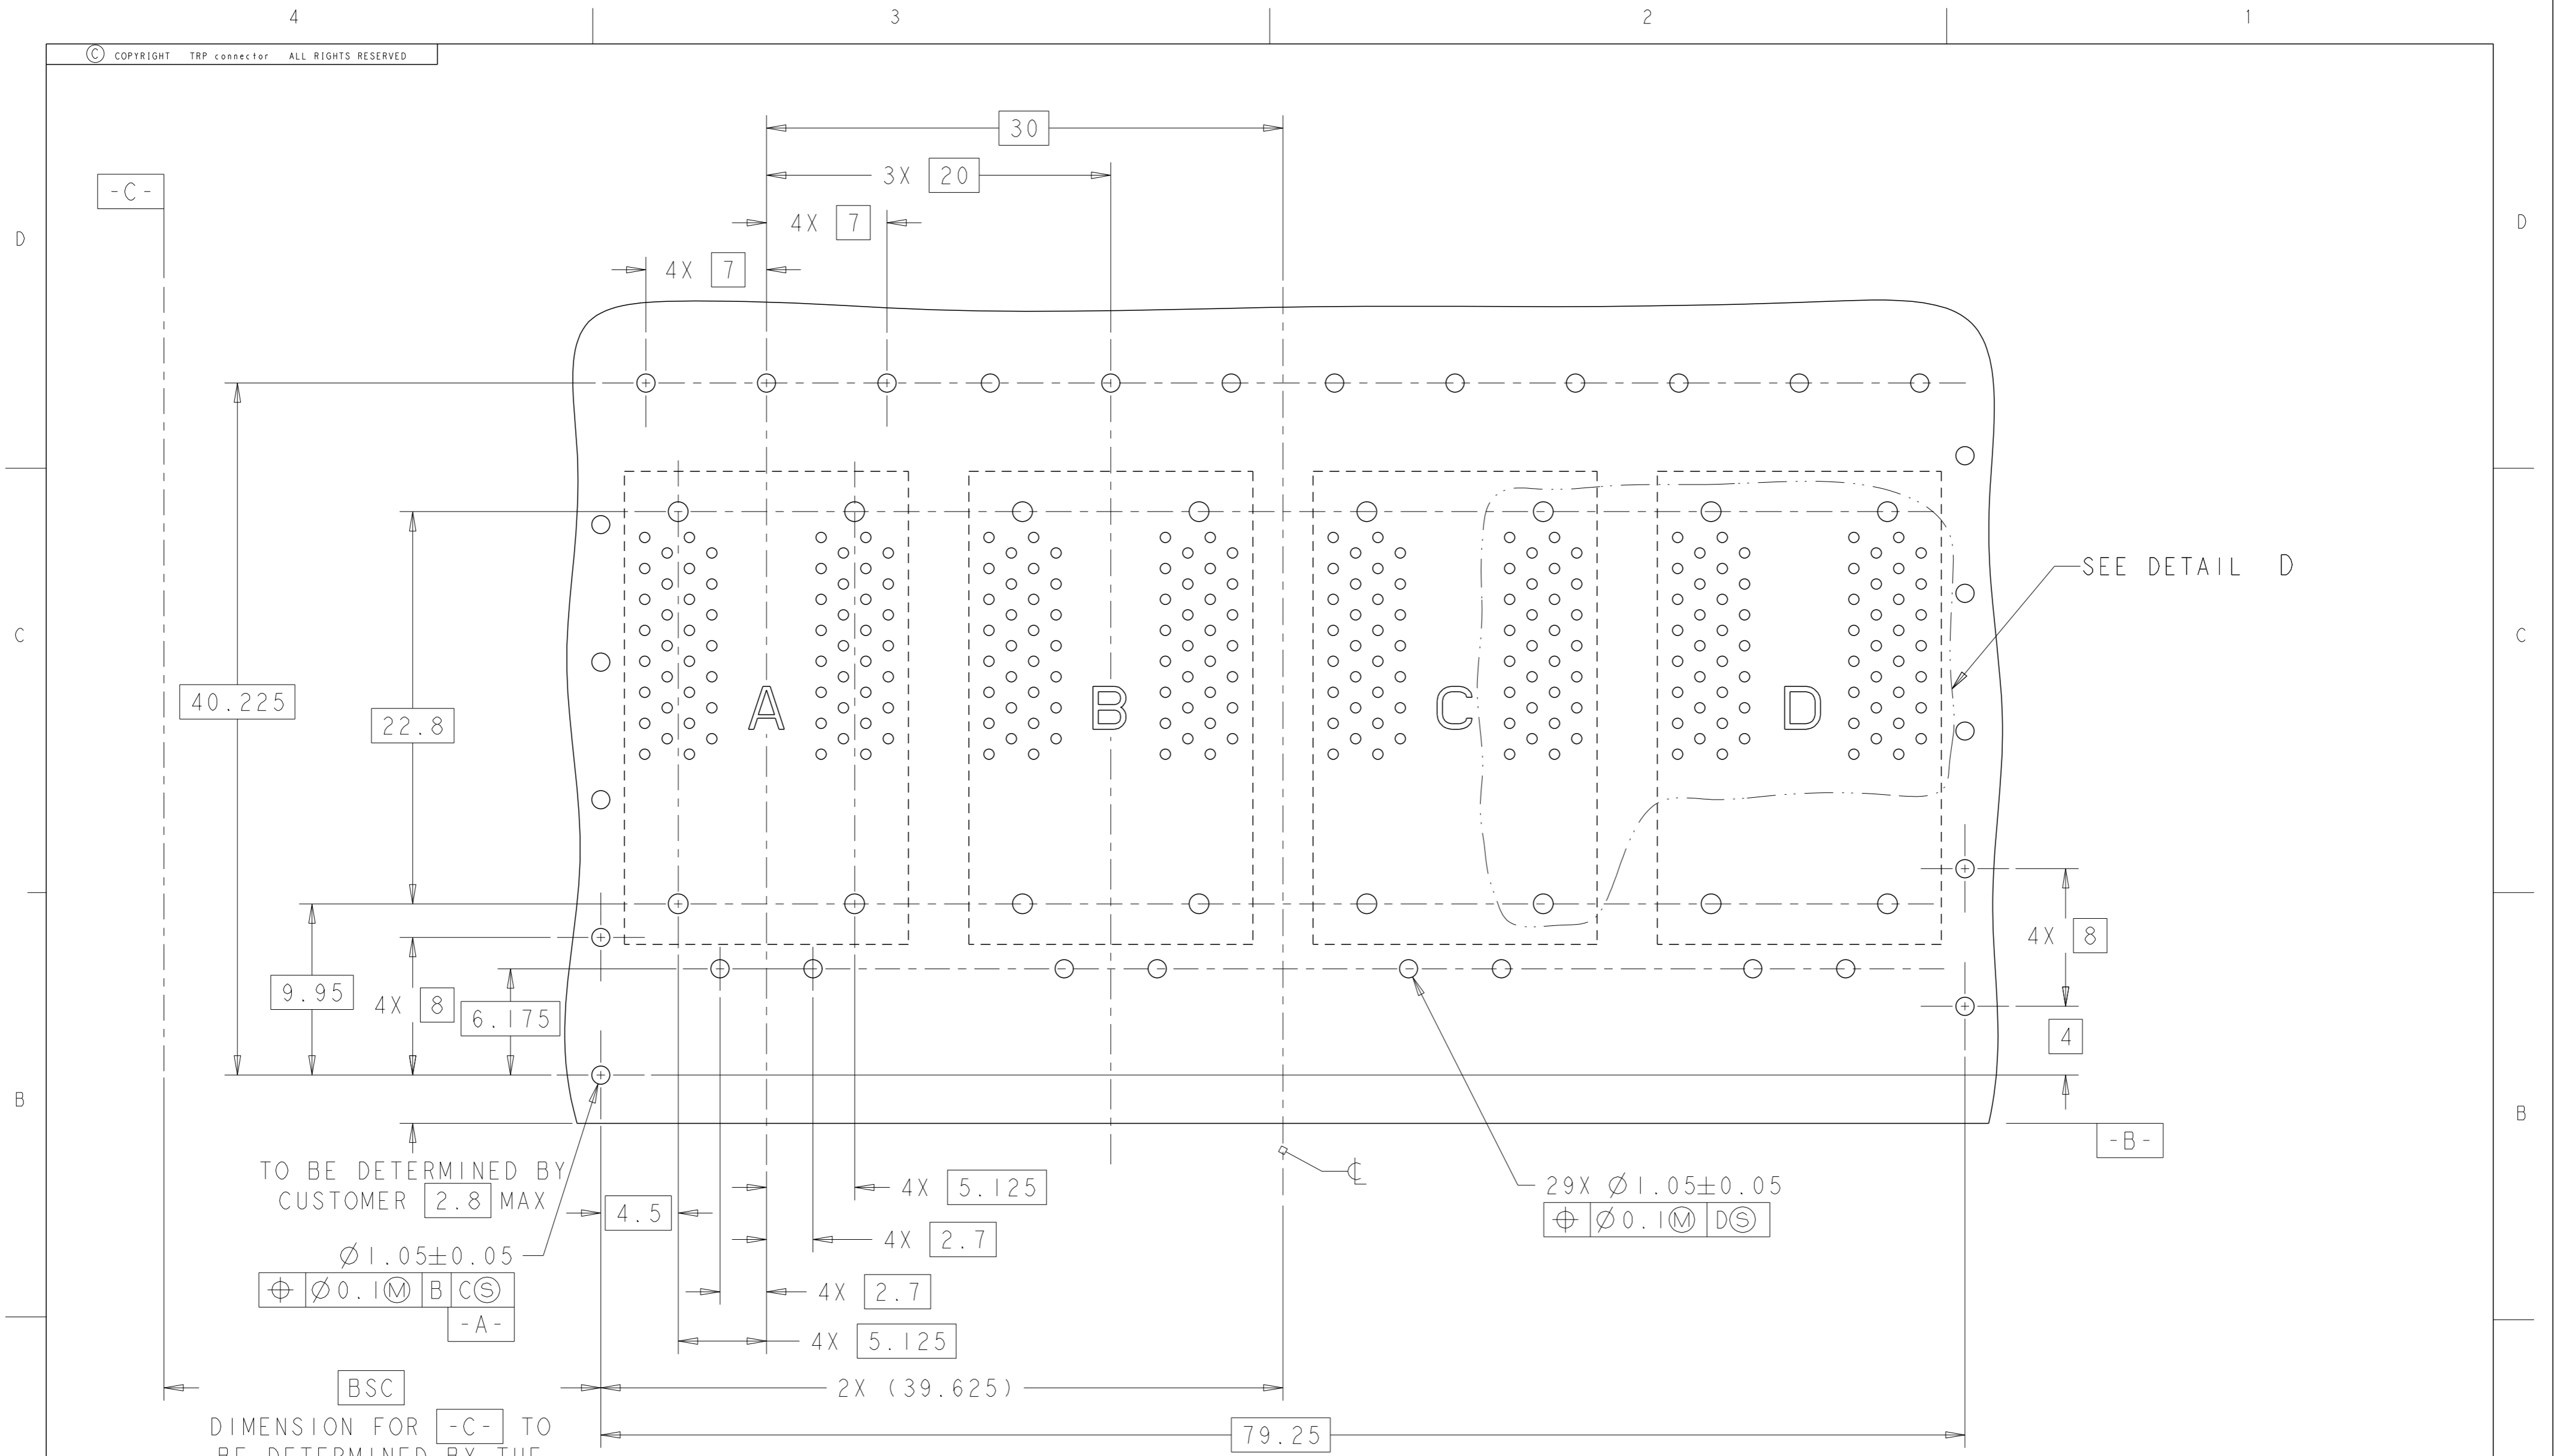 4 3 2 1
© COPYRIGHT TRP connector ALL RIGHTS RESERVED
30
3X 20
-C-
4X 7
4X 7
D D
SEE DETAIL D
C C
40.225
22.8
A B C D
4X 8
9.95
4X 8
6.175
4
B B
-B-
TO BE DETERMINED BY
CUSTOMER 2.8 MAX
4X 5.125
29X Ø1.05±0.05
4.5
⌖ Ø0.1Ⓜ DⓈ
4X 2.7
Ø1.05±0.05
⌖ Ø0.1Ⓜ B CⓈ
4X 2.7
-A-
4X 5.125
BSC
2X (39.625)
DIMENSION FOR -C- TO
79.25
BE DETERMINED BY THE